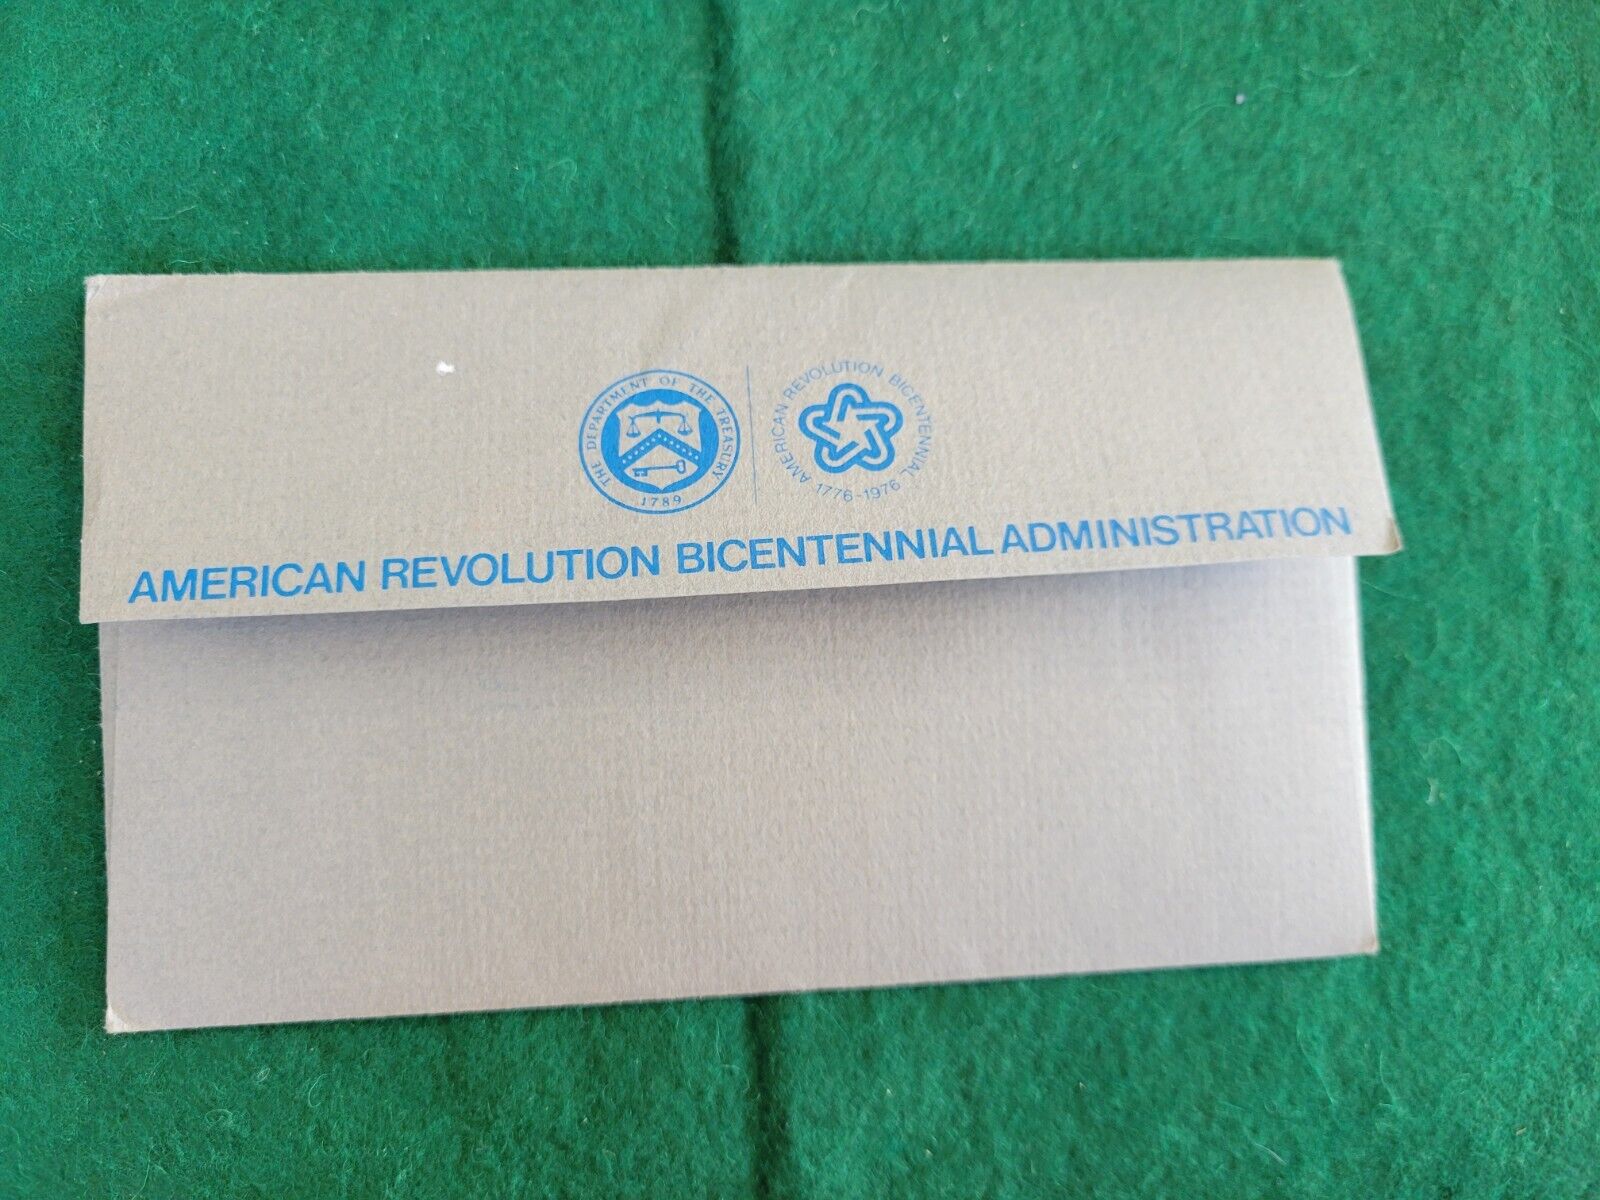 THE DEPARTMENT OF THE TREASURY
1789
AMERICAN REVOLUTION BICENTENNIAL
1776-1976
AMERICAN REVOLUTION BICENTENNIAL ADMINISTRATION